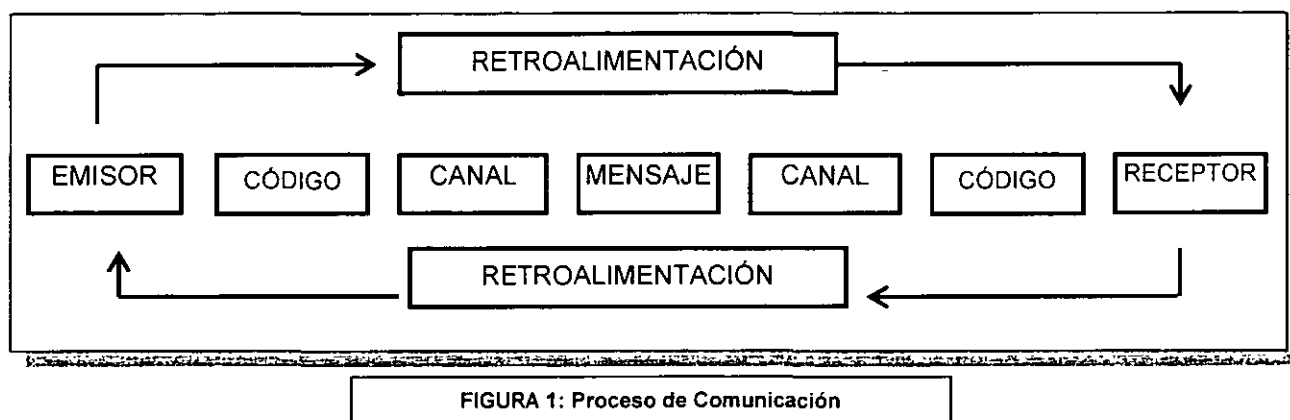 RETROALIMENTACIÓN
EMISOR CÓDIGO CANAL MENSAJE CANAL CÓDIGO RECEPTOR
RETROALIMENTACIÓN
FIGURA 1: Proceso de Comunicación